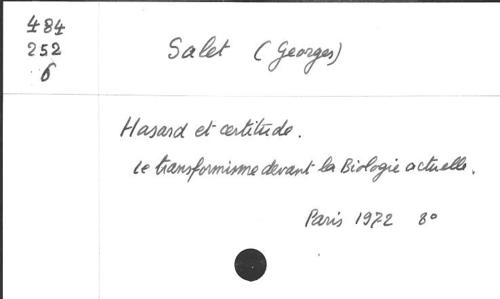 484
252
6
Salet (Georges)
Hasard et certitude.
Le transformisme devant la Biologie actuelle.
Paris 1972 8°